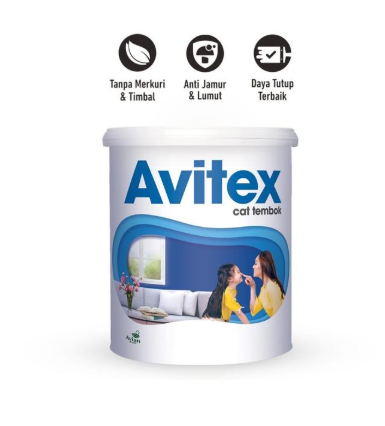 Tanpa Merkuri
& Timbal
Anti Jamur
& Lumut
Daya Tutup
Terbaik
Avitex
cat tembok